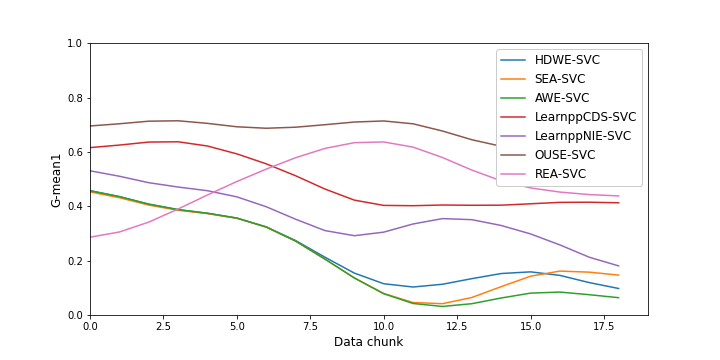 1.0
0.8
0.6
0.4
0.2
0.0
G-mean1
0.0 2.5 5.0 7.5 10.0 12.5 15.0 17.5
Data chunk
HDWE-SVC
SEA-SVC
AWE-SVC
LearnppCDS-SVC
LearnppNIE-SVC
OUSE-SVC
REA-SVC